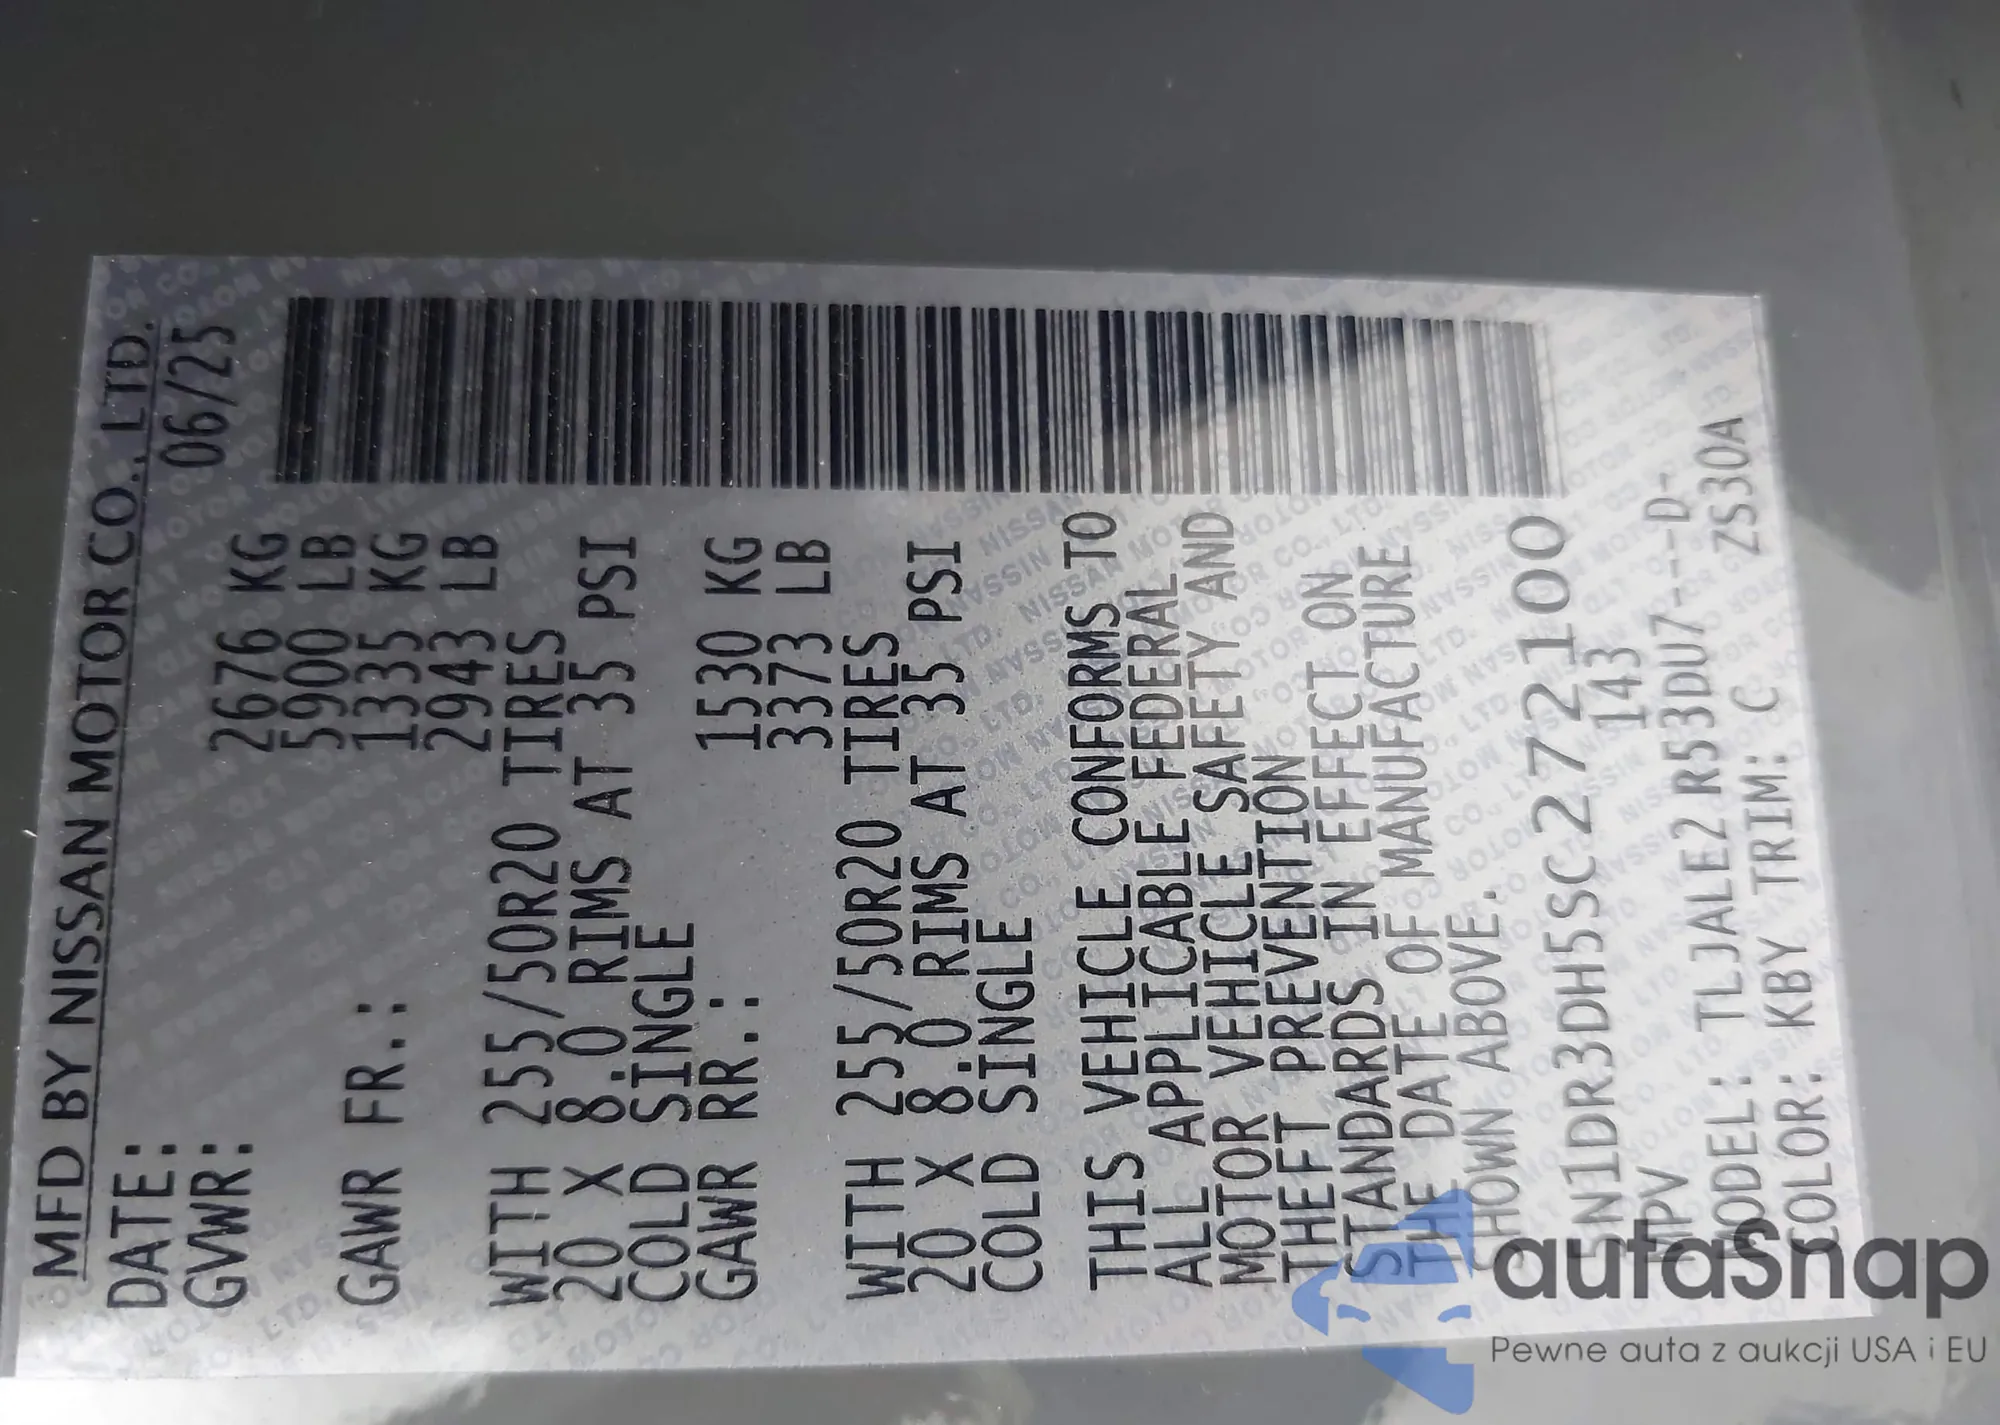 MFD BY NISSAN MOTOR CO., LTD.
DATE: 06/25
GVWR: 2676 KG
5900 LB
GAWR FR.: 1335 KG
2943 LB
WITH 255/50R20 TIRES
20 X 8.0 RIMS AT 35 PSI
COLD SINGLE
GAWR RR.: 1530 KG
3373 LB
WITH 255/50R20 TIRES
20 X 8.0 RIMS AT 35 PSI
COLD SINGLE
THIS VEHICLE CONFORMS TO
ALL APPLICABLE FEDERAL
MOTOR VEHICLE SAFETY AND
THEFT PREVENTION
STANDARDS IN EFFECT ON
THE DATE OF MANUFACTURE
SHOWN ABOVE.
5N1DR3DH5SC272100
MPV 143
MODEL: TLJALE2 R53DU7---D-
COLOR: KBY TRIM: C ZS30A
autaSnap
Pewne auta z aukcji USA i EU